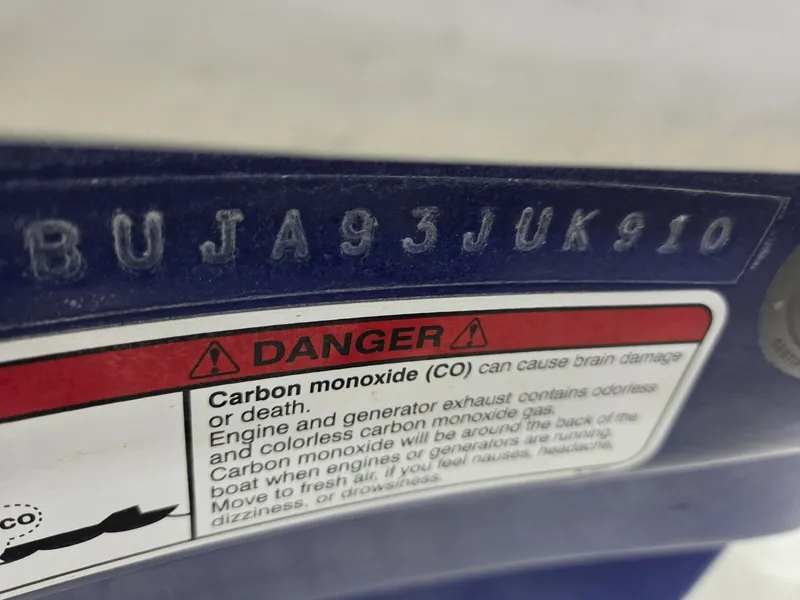 BUJA93JUK910
DANGER
Carbon monoxide (CO) can cause brain damage
or death.
Engine and generator exhaust contains odorless
and colorless carbon monoxide gas.
Carbon monoxide will be around the back of the
boat when engines or generators are running.
Move to fresh air, if you feel nausea, headache,
dizziness, or drowsiness.
CO